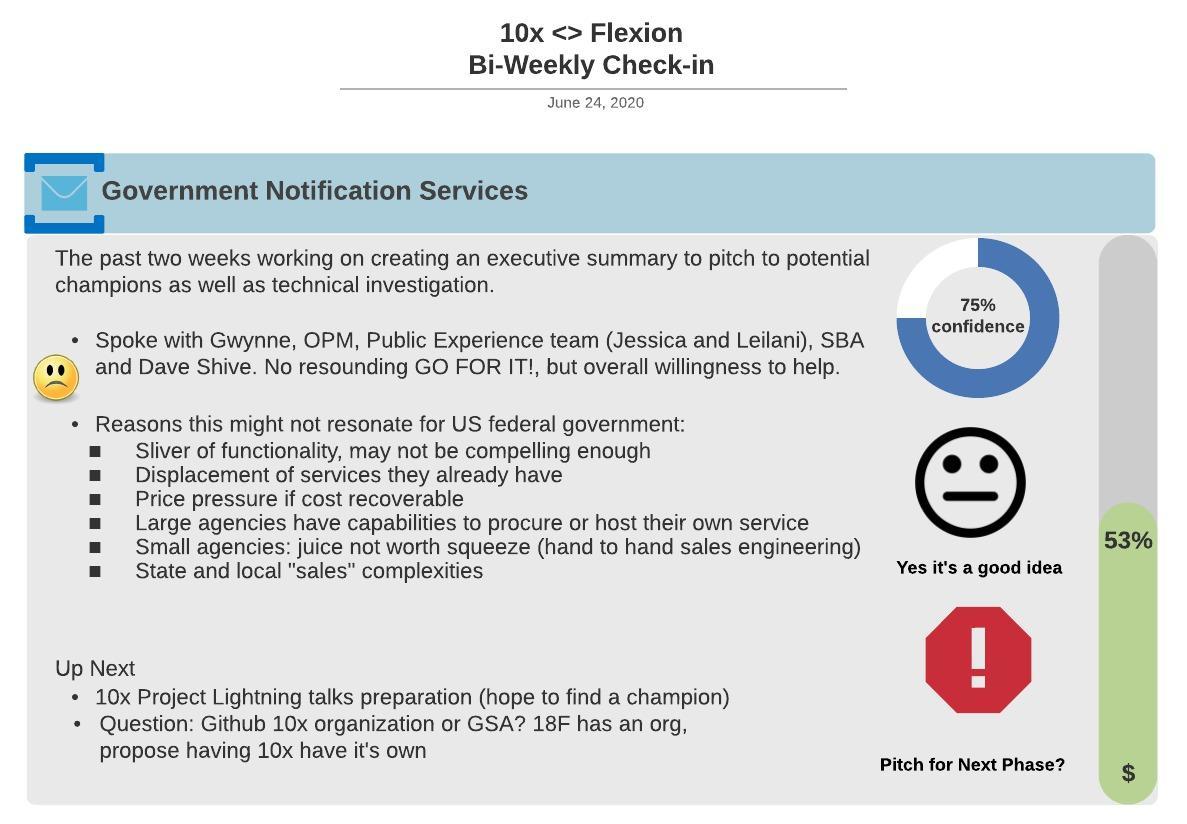 10x <> Flexion
Bi-Weekly Check-in
June 24, 2020
Government Notification Services
The past two weeks working on creating an executive summary to pitch to potential
champions as well as technical investigation.
• Spoke with Gwynne, OPM, Public Experience team (Jessica and Leilani), SBA
and Dave Shive. No resounding GO FOR IT!, but overall willingness to help.
• Reasons this might not resonate for US federal government:
■ Sliver of functionality, may not be compelling enough
■ Displacement of services they already have
■ Price pressure if cost recoverable
■ Large agencies have capabilities to procure or host their own service
■ Small agencies: juice not worth squeeze (hand to hand sales engineering)
■ State and local "sales" complexities
Up Next
• 10x Project Lightning talks preparation (hope to find a champion)
• Question: Github 10x organization or GSA? 18F has an org,
propose having 10x have it's own
75%
confidence
Yes it's a good idea
!
Pitch for Next Phase?
53%
$